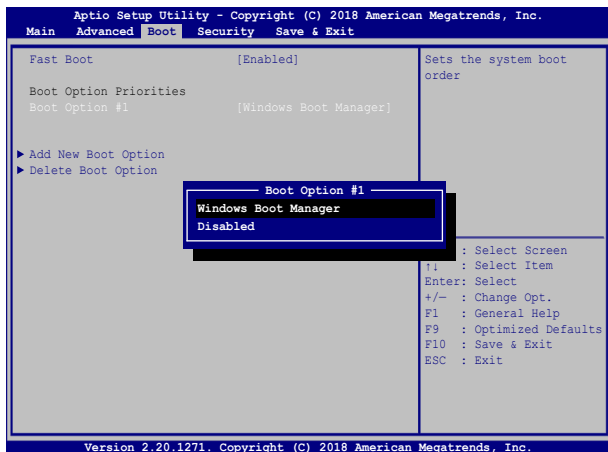 Aptio Setup Utility - Copyright (C) 2018 American Megatrends, Inc.
Main Advanced Boot Security Save & Exit
Fast Boot [Enabled]
Boot Option Priorities
Boot Option #1 [Windows Boot Manager]
▶ Add New Boot Option
▶ Delete Boot Option
Boot Option #1
Windows Boot Manager
Disabled
Sets the system boot
order
: Select Screen
↑↓ : Select Item
Enter: Select
+/— : Change Opt.
F1 : General Help
F9 : Optimized Defaults
F10 : Save & Exit
ESC : Exit
Version 2.20.1271. Copyright (C) 2018 American Megatrends, Inc.